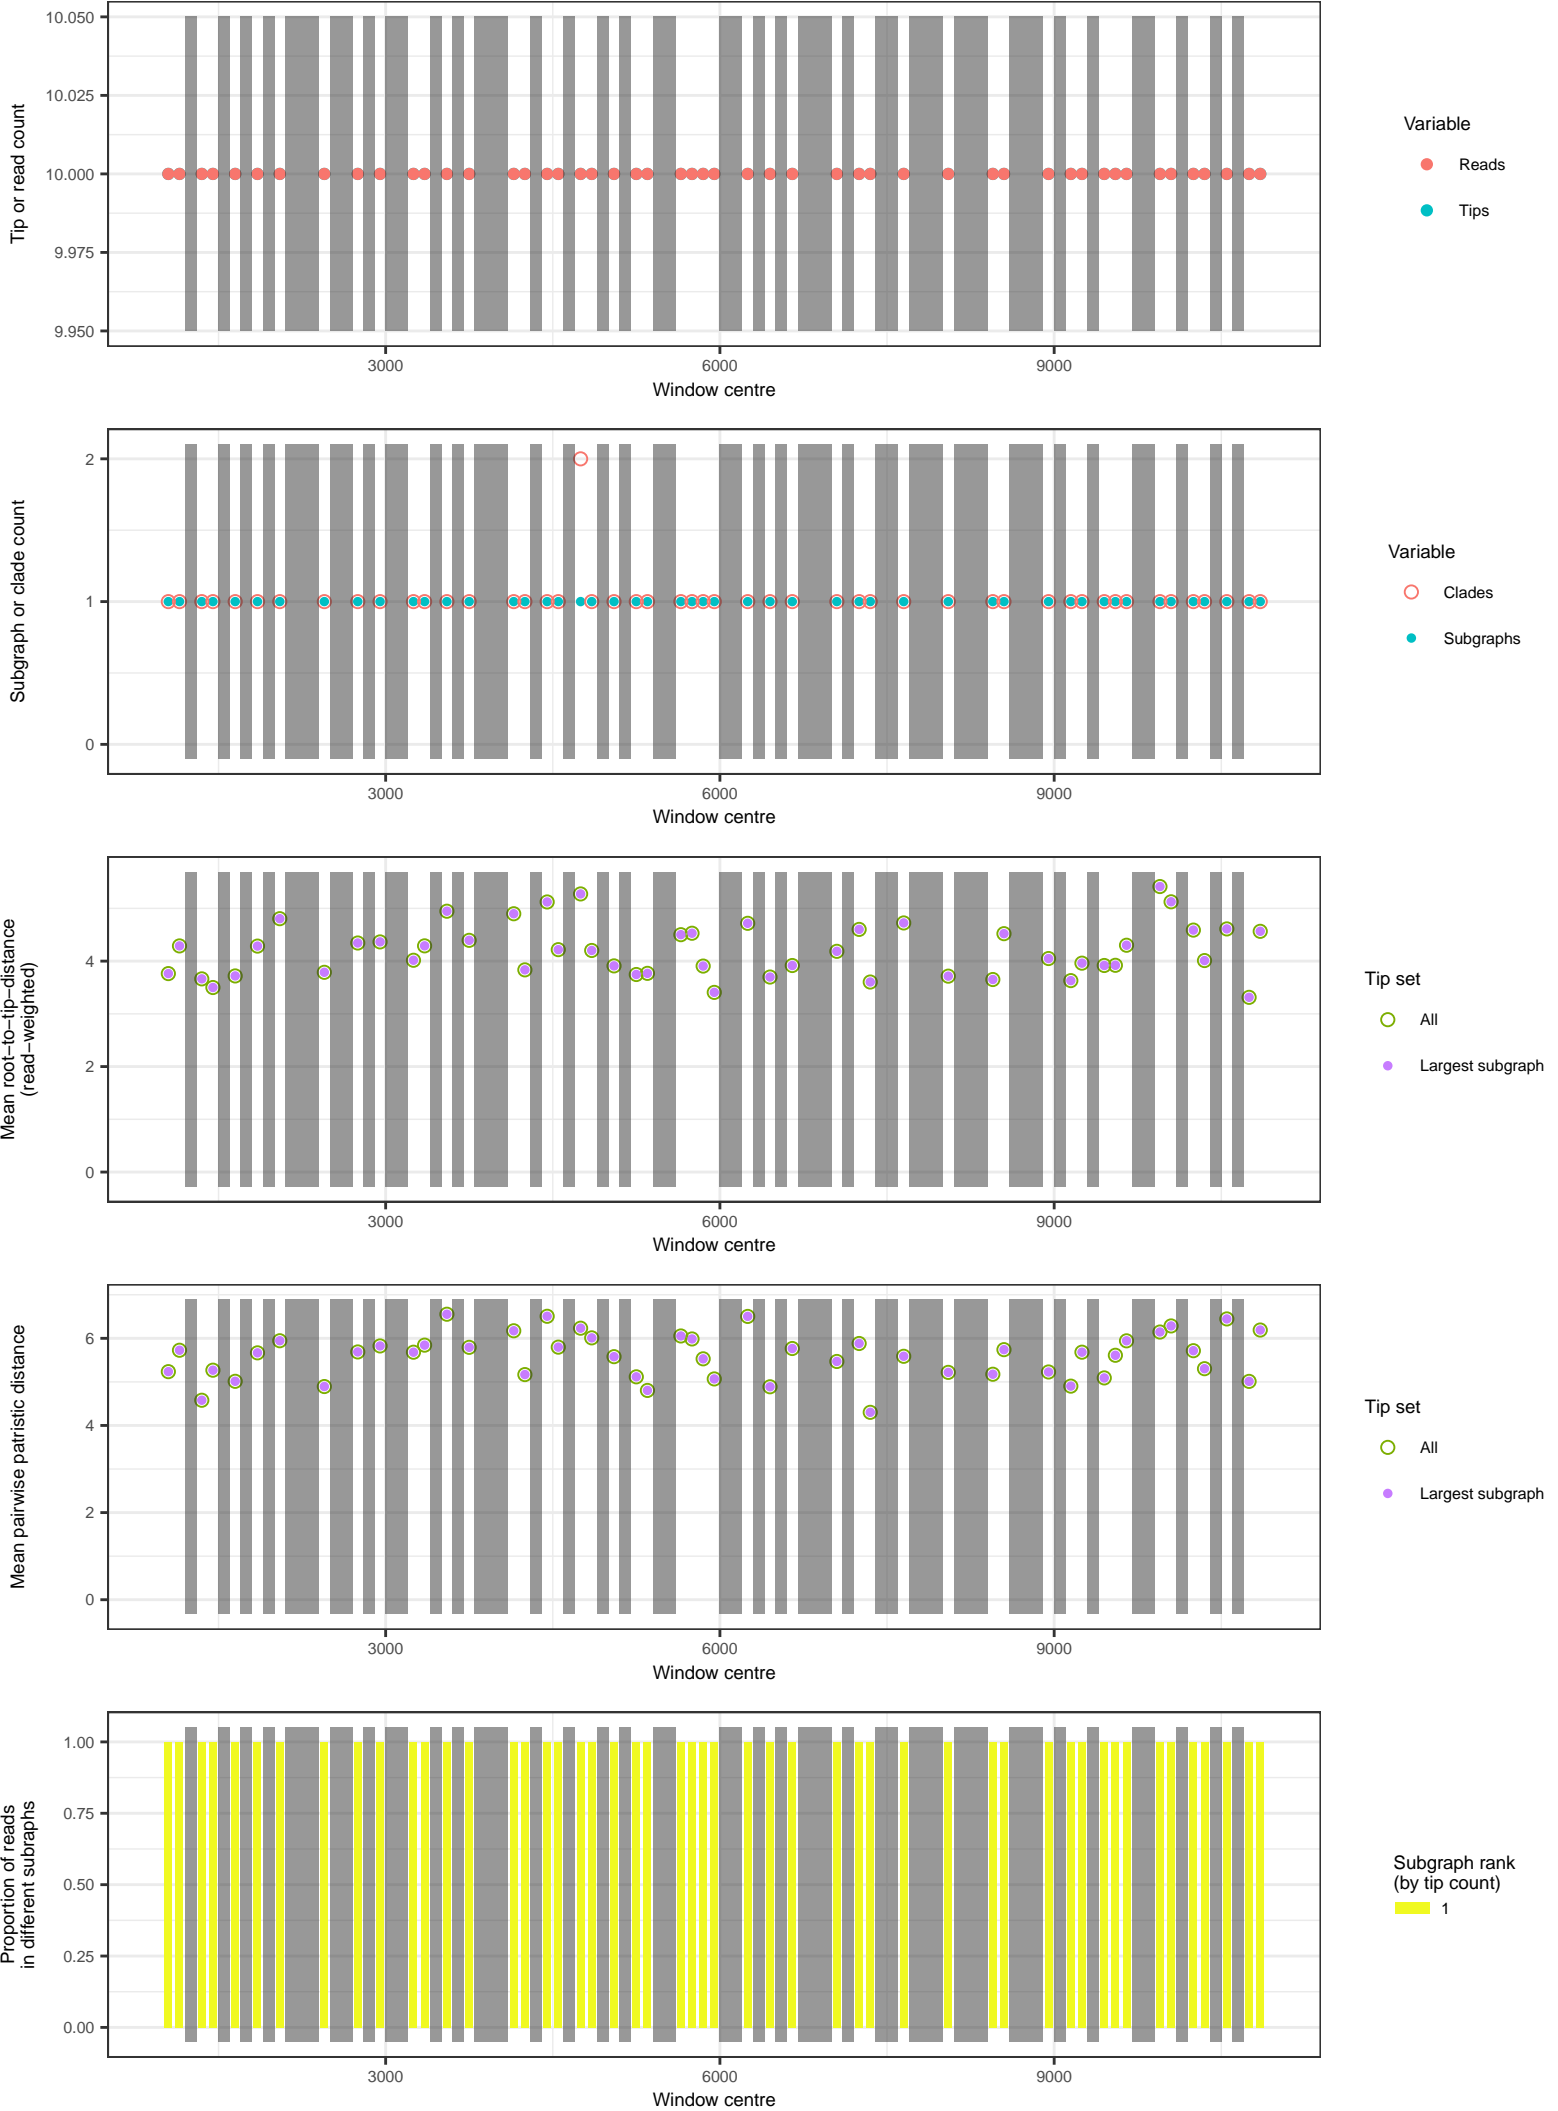 10.050
10.025
10.000
9.975
9.950
Tip or read count
3000
6000
9000
Window centre
Variable
Reads
Tips
2
1
0
Subgraph or clade count
3000
6000
9000
Window centre
Variable
Clades
Subgraphs
4
2
0
Mean root−to−tip−distance
(read−weighted)
3000
6000
9000
Window centre
Tip set
All
Largest subgraph
6
4
2
0
Mean pairwise patristic distance
3000
6000
9000
Window centre
Tip set
All
Largest subgraph
1.00
0.75
0.50
0.25
0.00
Proportion of reads
in different subraphs
3000
6000
9000
Window centre
Subgraph rank
(by tip count)
1